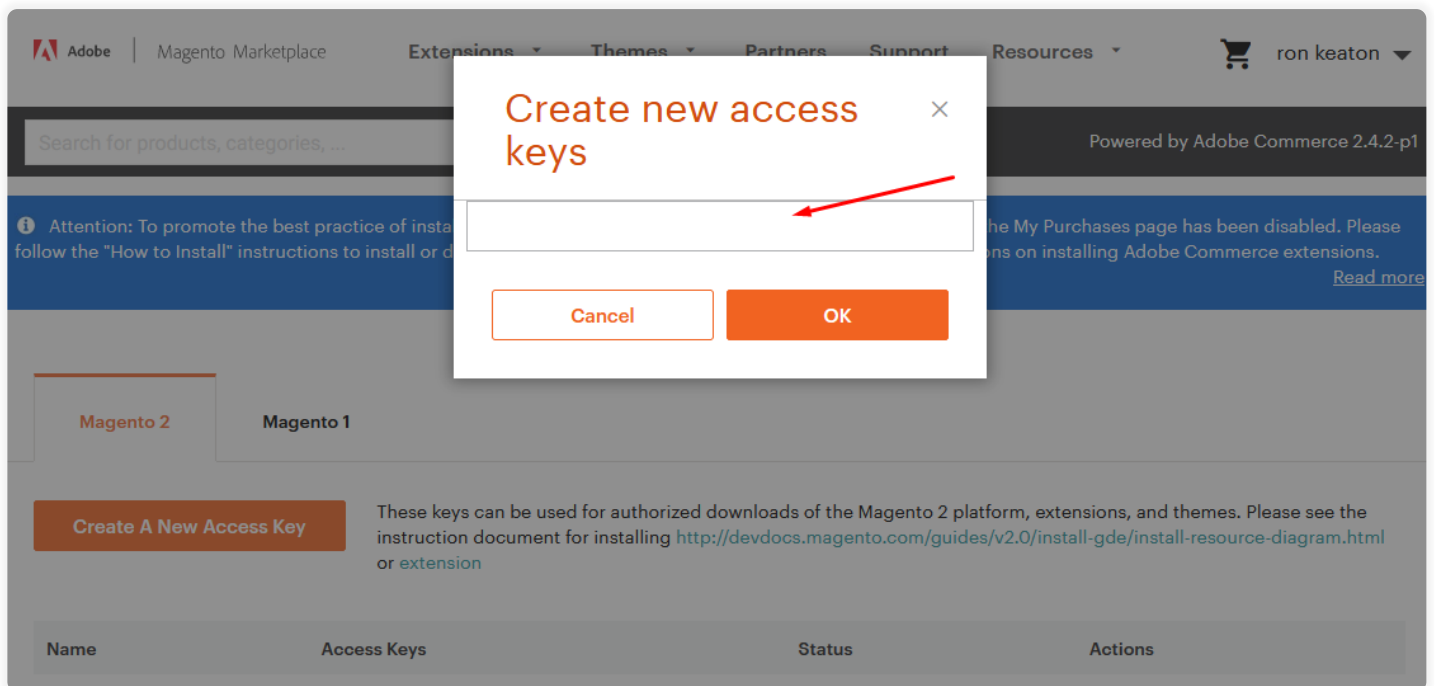 Adobe | Magento Marketplace Extensions Themes Partners Support Resources ron keaton
Create new access
keys
Search for products, categories, ...
Powered by Adobe Commerce 2.4.2-p1
Attention: To promote the best practice of insta
he My Purchases page has been disabled. Please
follow the "How to Install" instructions to install or d
ns on installing Adobe Commerce extensions.
Read more
Cancel OK
Magento 2 Magento 1
Create A New Access Key
These keys can be used for authorized downloads of the Magento 2 platform, extensions, and themes. Please see the
instruction document for installing http://devdocs.magento.com/guides/v2.0/install-gde/install-resource-diagram.html
or extension
Name Access Keys Status Actions